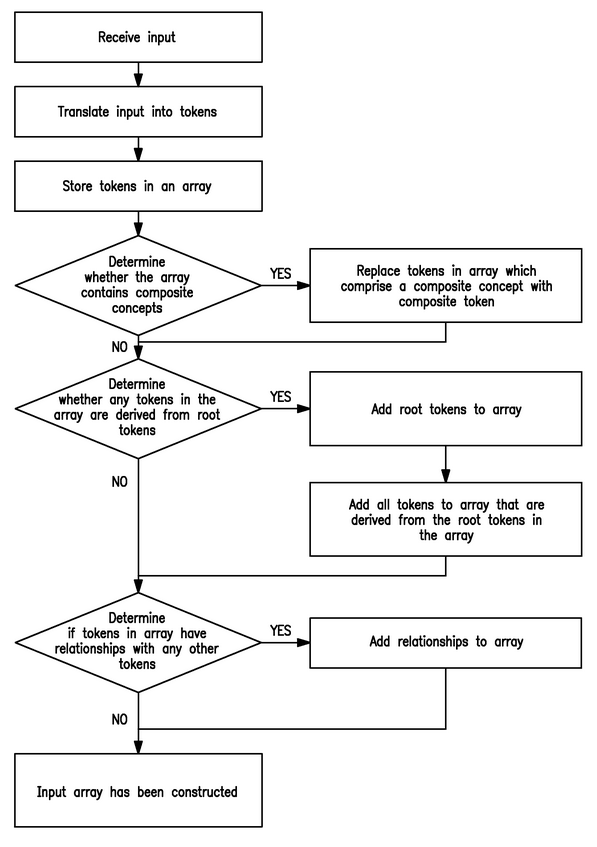 Receive input
Translate input into tokens
Store tokens in an array
Determine
whether the array
contains composite
concepts
YES
Replace tokens in array which
comprise a composite concept with
composite token
NO
Determine
whether any tokens in the
array are derived from root
tokens
YES
Add root tokens to array
NO
Add all tokens to array that are
derived from the root tokens in
the array
Determine
if tokens in array have
relationships with any other
tokens
YES
Add relationships to array
NO
Input array has been constructed